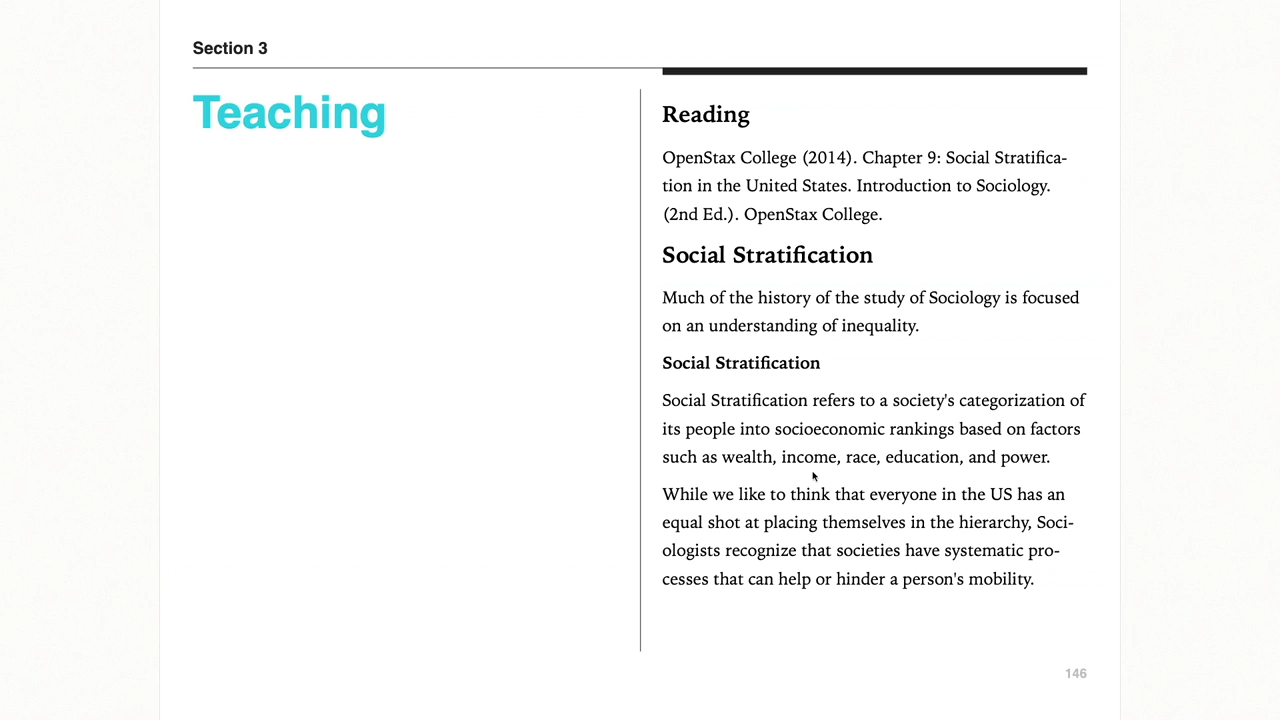 Section 3
Teaching
Reading
OpenStax College (2014). Chapter 9: Social Stratifica-
tion in the United States. Introduction to Sociology.
(2nd Ed.). OpenStax College.
Social Stratification
Much of the history of the study of Sociology is focused
on an understanding of inequality.
Social Stratification
Social Stratification refers to a society's categorization of
its people into socioeconomic rankings based on factors
such as wealth, income, race, education, and power.
While we like to think that everyone in the US has an
equal shot at placing themselves in the hierarchy, Soci-
ologists recognize that societies have systematic pro-
cesses that can help or hinder a person's mobility.
146